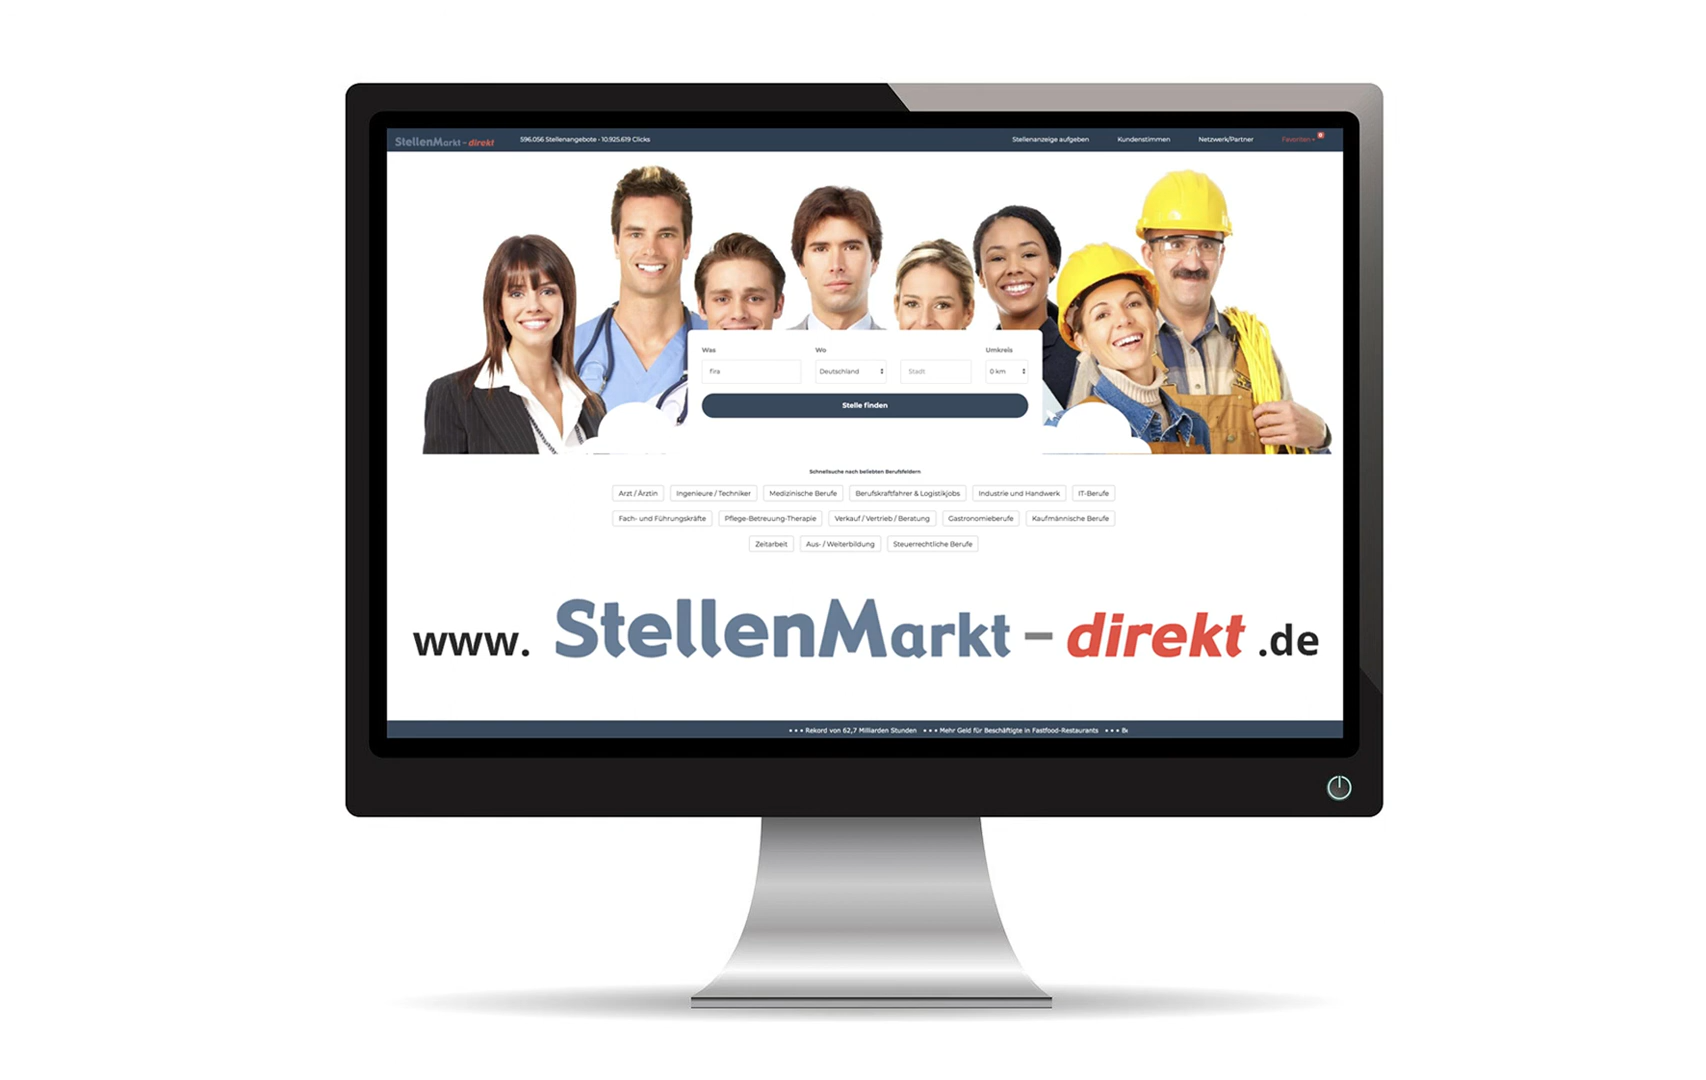 StellenMarkt - direkt 596.056 Stellenangebote • 10.925.619 Clicks Stellenanzeige aufgeben Kundenstimmen Netzwerk/Partner Favoriten
Was Wo Umkreis
fira Deutschland Stadt 0 km
Stelle finden
Schnellsuche nach beliebten Berufsfeldern
Arzt / Ärztin Ingenieure / Techniker Medizinische Berufe Berufskraftfahrer & Logistikjobs Industrie und Handwerk IT-Berufe
Fach- und Führungskräfte Pflege-Betreuung-Therapie Verkauf / Vertrieb / Beratung Gastronomieberufe Kaufmännische Berufe
Zeitarbeit Aus- / Weiterbildung Steuerrechtliche Berufe
www. StellenMarkt - direkt .de
• • • Rekord von 62,7 Milliarden Stunden • • • Mehr Geld für Beschäftigte in Fastfood-Restaurants • • •